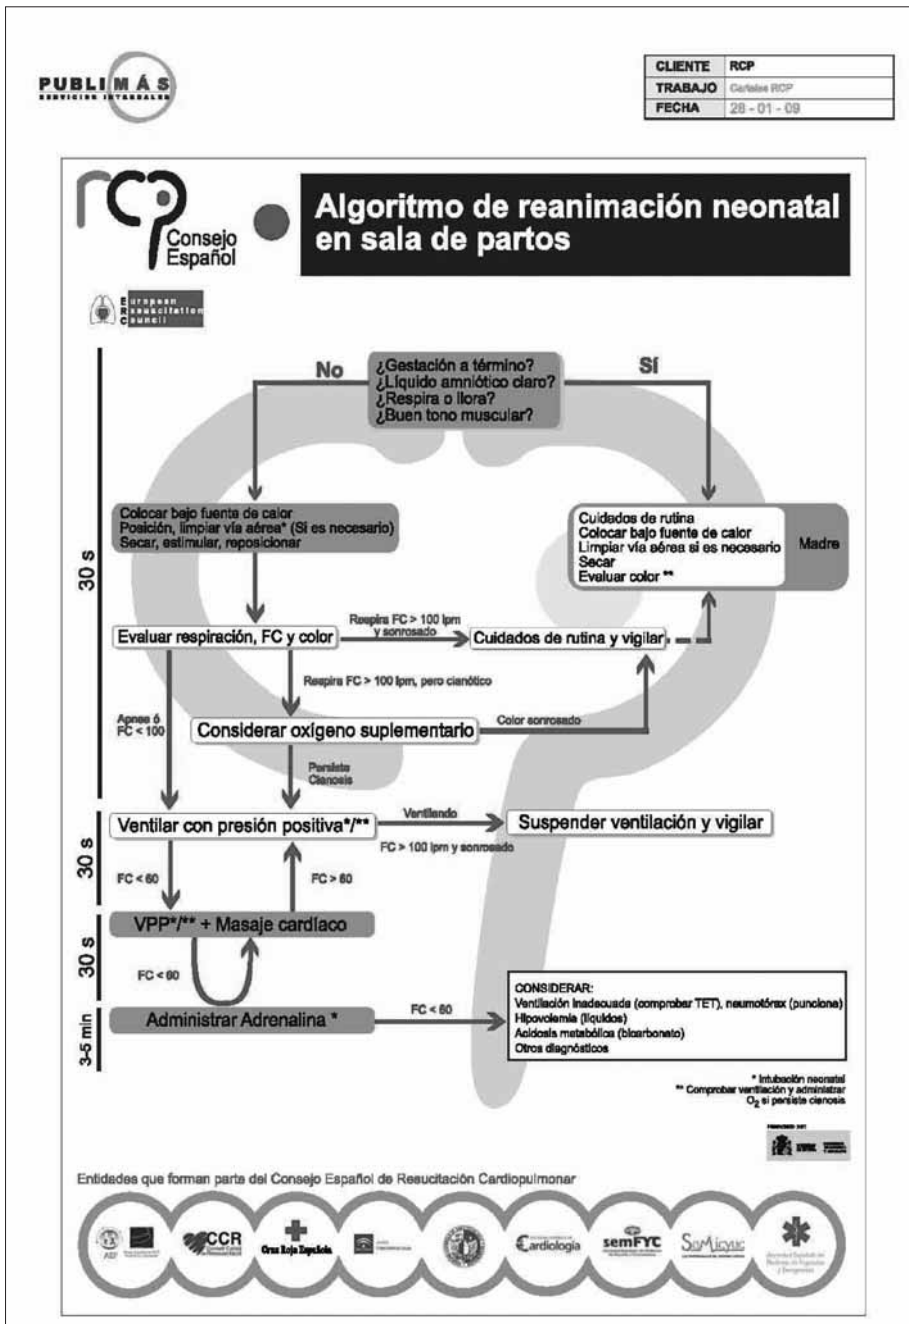 PUBLIMÁS
SERVICIOS INTEGRALES
CLIENTE RCP
TRABAJO Carteles RCP
FECHA 28 - 01 - 09
rcp
Consejo
Español
Algoritmo de reanimación neonatal
en sala de partos
European
Resuscitation
Council
No
¿Gestación a término?
¿Líquido amniótico claro?
¿Respira o llora?
¿Buen tono muscular?
Sí
30 s
Colocar bajo fuente de calor
Posición, limpiar vía aérea* (Si es necesario)
Secar, estimular, reposicionar
Cuidados de rutina
Colocar bajo fuente de calor
Limpiar vía aérea si es necesario
Secar
Evaluar color **
Madre
Evaluar respiración, FC y color
Respira FC > 100 lpm
y sonrosado
Cuidados de rutina y vigilar
Respira FC > 100 lpm, pero cianótico
Apnea ó
FC < 100
Considerar oxígeno suplementario
Color sonrosado
Persiste
Cianosis
30 s
Ventilar con presión positiva*/**
Ventilando
FC > 100 lpm y sonrosado
Suspender ventilación y vigilar
FC < 60
FC > 60
30 s
VPP*/** + Masaje cardíaco
FC < 60
3-5 min
Administrar Adrenalina *
FC < 60
CONSIDERAR:
Ventilación inadecuada (comprobar TET), neumotórax (punciona)
Hipovolemia (líquidos)
Acidosis metabólica (bicarbonato)
Otros diagnósticos
* Intubación neonatal
** Comprobar ventilación y administrar
O2 si persiste cianosis
Entidades que forman parte del Consejo Español de Resucitación Cardiopulmonar
CCR
Cruz Roja Española
Cardiología
semFYC
SeMicyuc